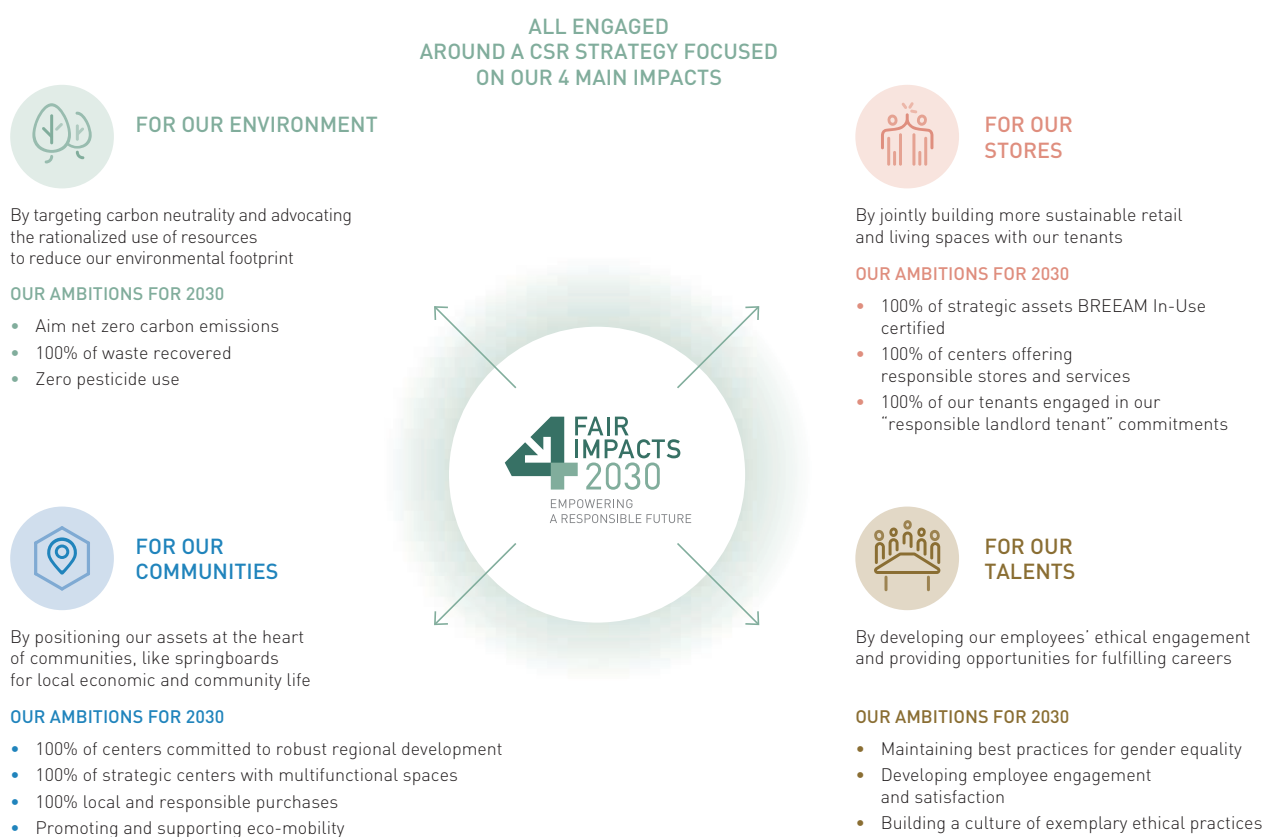 ALL ENGAGED
AROUND A CSR STRATEGY FOCUSED
ON OUR 4 MAIN IMPACTS
FOR OUR ENVIRONMENT
By targeting carbon neutrality and advocating
the rationalized use of resources
to reduce our environmental footprint
OUR AMBITIONS FOR 2030
• Aim net zero carbon emissions
• 100% of waste recovered
• Zero pesticide use
FOR OUR
STORES
By jointly building more sustainable retail
and living spaces with our tenants
OUR AMBITIONS FOR 2030
• 100% of strategic assets BREEAM In-Use
certified
• 100% of centers offering
responsible stores and services
• 100% of our tenants engaged in our
“responsible landlord tenant” commitments
4 FAIR
IMPACTS
2030
EMPOWERING
A RESPONSIBLE FUTURE
FOR OUR
COMMUNITIES
By positioning our assets at the heart
of communities, like springboards
for local economic and community life
OUR AMBITIONS FOR 2030
• 100% of centers committed to robust regional development
• 100% of strategic centers with multifunctional spaces
• 100% local and responsible purchases
• Promoting and supporting eco-mobility
FOR OUR
TALENTS
By developing our employees’ ethical engagement
and providing opportunities for fulfilling careers
OUR AMBITIONS FOR 2030
• Maintaining best practices for gender equality
• Developing employee engagement
and satisfaction
• Building a culture of exemplary ethical practices